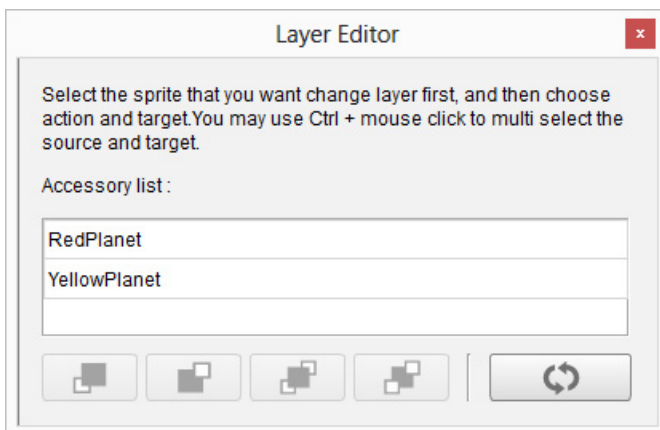 Layer Editor
x
Select the sprite that you want change layer first, and then choose
action and target.You may use Ctrl + mouse click to multi select the
source and target.
Accessory list :
RedPlanet
YellowPlanet